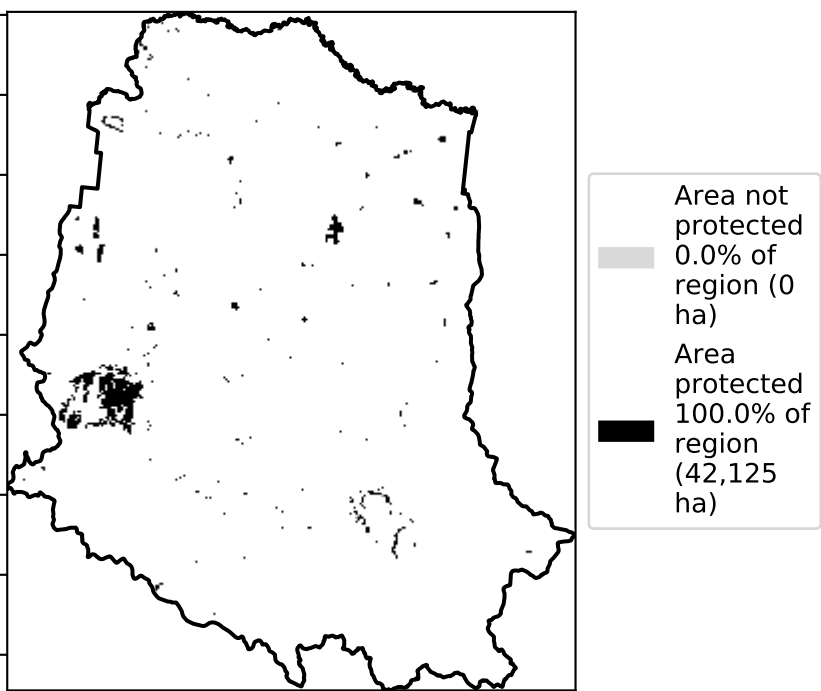 Area not
protected
0.0% of
region (0
ha)
Area
protected
100.0% of
region
(42,125
ha)